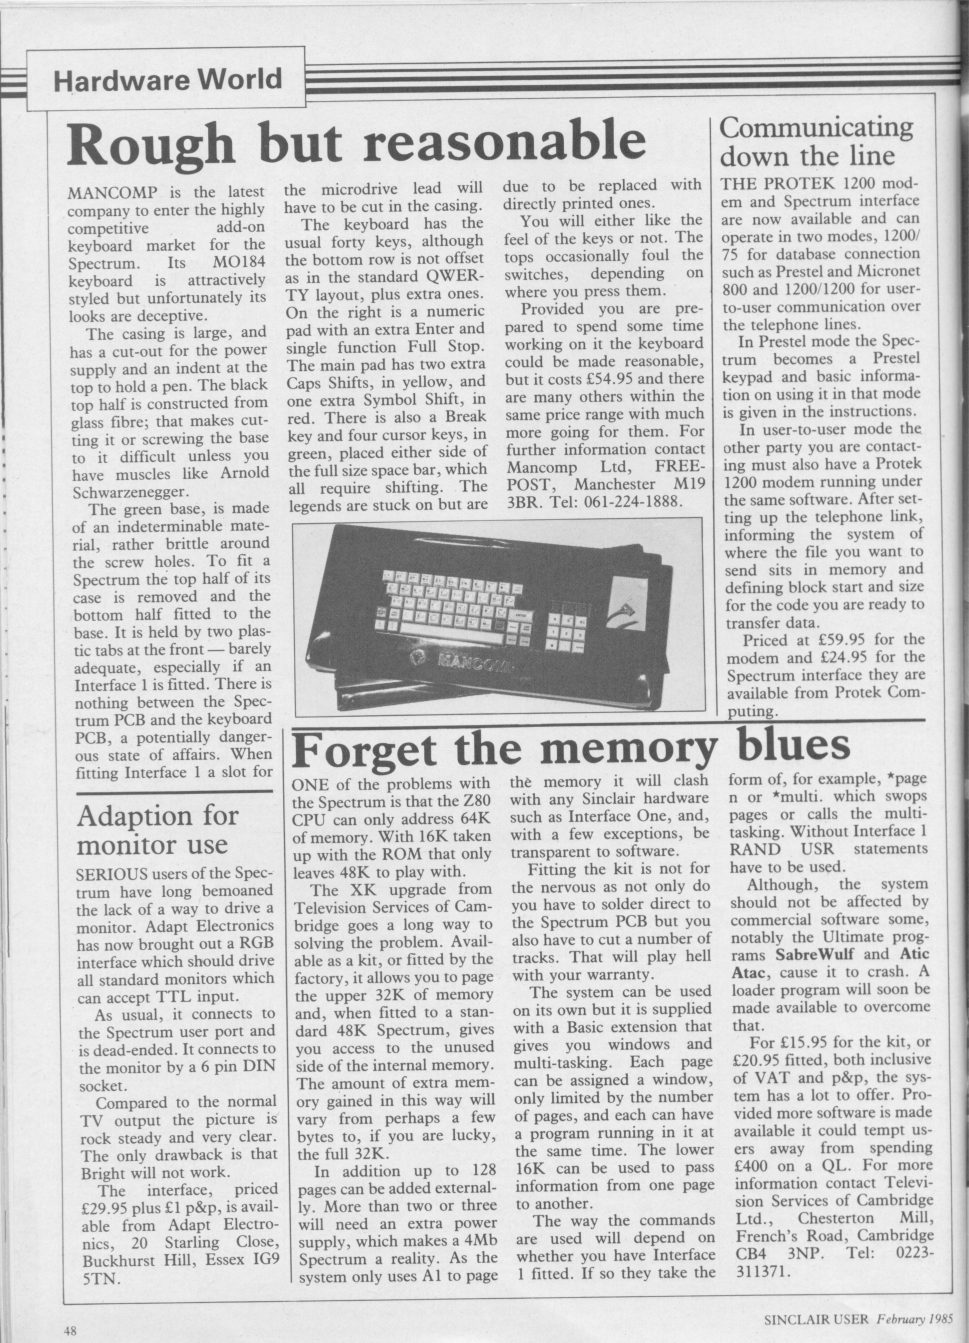 Hardware World
Rough but reasonable
MANCOMP is the latest
company to enter the highly
competitive add-on
keyboard market for the
Spectrum. Its MO184
keyboard is attractively
styled but unfortunately its
looks are deceptive.
The casing is large, and
has a cut-out for the power
supply and an indent at the
top to hold a pen. The black
top half is constructed from
glass fibre; that makes cut-
ting it or screwing the base
to it difficult unless you
have muscles like Arnold
Schwarzenegger.
The green base, is made
of an indeterminable mate-
rial, rather brittle around
the screw holes. To fit a
Spectrum the top half of its
case is removed and the
bottom half fitted to the
base. It is held by two plas-
tic tabs at the front — barely
adequate, especially if an
Interface 1 is fitted. There is
nothing between the Spec-
trum PCB and the keyboard
PCB, a potentially danger-
ous state of affairs. When
fitting Interface 1 a slot for
the microdrive lead will
have to be cut in the casing.
The keyboard has the
usual forty keys, although
the bottom row is not offset
as in the standard QWER-
TY layout, plus extra ones.
On the right is a numeric
pad with an extra Enter and
single function Full Stop.
The main pad has two extra
Caps Shifts, in yellow, and
one extra Symbol Shift, in
red. There is also a Break
key and four cursor keys, in
green, placed either side of
the full size space bar, which
all require shifting. The
legends are stuck on but are
due to be replaced with
directly printed ones.
You will either like the
feel of the keys or not. The
tops occasionally foul the
switches, depending on
where you press them.
Provided you are pre-
pared to spend some time
working on it the keyboard
could be made reasonable,
but it costs £54.95 and there
are many others within the
same price range with much
more going for them. For
further information contact
Mancomp Ltd, FREE-
POST, Manchester M19
3BR. Tel: 061-224-1888.
MANCOMP
Communicating
down the line
THE PROTEK 1200 mod-
em and Spectrum interface
are now available and can
operate in two modes, 1200/
75 for database connection
such as Prestel and Micronet
800 and 1200/1200 for user-
to-user communication over
the telephone lines.
In Prestel mode the Spec-
trum becomes a Prestel
keypad and basic informa-
tion on using it in that mode
is given in the instructions.
In user-to-user mode the
other party you are contact-
ing must also have a Protek
1200 modem running under
the same software. After set-
ting up the telephone link,
informing the system of
where the file you want to
send sits in memory and
defining block start and size
for the code you are ready to
transfer data.
Priced at £59.95 for the
modem and £24.95 for the
Spectrum interface they are
available from Protek Com-
puting.
Adaption for
monitor use
SERIOUS users of the Spec-
trum have long bemoaned
the lack of a way to drive a
monitor. Adapt Electronics
has now brought out a RGB
interface which should drive
all standard monitors which
can accept TTL input.
As usual, it connects to
the Spectrum user port and
is dead-ended. It connects to
the monitor by a 6 pin DIN
socket.
Compared to the normal
TV output the picture is
rock steady and very clear.
The only drawback is that
Bright will not work.
The interface, priced
£29.95 plus £1 p&p, is avail-
able from Adapt Electro-
nics, 20 Starling Close,
Buckhurst Hill, Essex IG9
5TN.
Forget the memory blues
ONE of the problems with
the Spectrum is that the Z80
CPU can only address 64K
of memory. With 16K taken
up with the ROM that only
leaves 48K to play with.
The XK upgrade from
Television Services of Cam-
bridge goes a long way to
solving the problem. Avail-
able as a kit, or fitted by the
factory, it allows you to page
the upper 32K of memory
and, when fitted to a stan-
dard 48K Spectrum, gives
you access to the unused
side of the internal memory.
The amount of extra mem-
ory gained in this way will
vary from perhaps a few
bytes to, if you are lucky,
the full 32K.
In addition up to 128
pages can be added external-
ly. More than two or three
will need an extra power
supply, which makes a 4Mb
Spectrum a reality. As the
system only uses A1 to page
the memory it will clash
with any Sinclair hardware
such as Interface One, and,
with a few exceptions, be
transparent to software.
Fitting the kit is not for
the nervous as not only do
you have to solder direct to
the Spectrum PCB but you
also have to cut a number of
tracks. That will play hell
with your warranty.
The system can be used
on its own but it is supplied
with a Basic extension that
gives you windows and
multi-tasking. Each page
can be assigned a window,
only limited by the number
of pages, and each can have
a program running in it at
the same time. The lower
16K can be used to pass
information from one page
to another.
The way the commands
are used will depend on
whether you have Interface
1 fitted. If so they take the
form of, for example, *page
n or *multi. which swops
pages or calls the multi-
tasking. Without Interface 1
RAND USR statements
have to be used.
Although, the system
should not be affected by
commercial software some,
notably the Ultimate prog-
rams SabreWulf and Atic
Atac, cause it to crash. A
loader program will soon be
made available to overcome
that.
For £15.95 for the kit, or
£20.95 fitted, both inclusive
of VAT and p&p, the sys-
tem has a lot to offer. Pro-
vided more software is made
available it could tempt us-
ers away from spending
£400 on a QL. For more
information contact Televi-
sion Services of Cambridge
Ltd., Chesterton Mill,
French's Road, Cambridge
CB4 3NP. Tel: 0223-
311371.
48
SINCLAIR USER February 1985